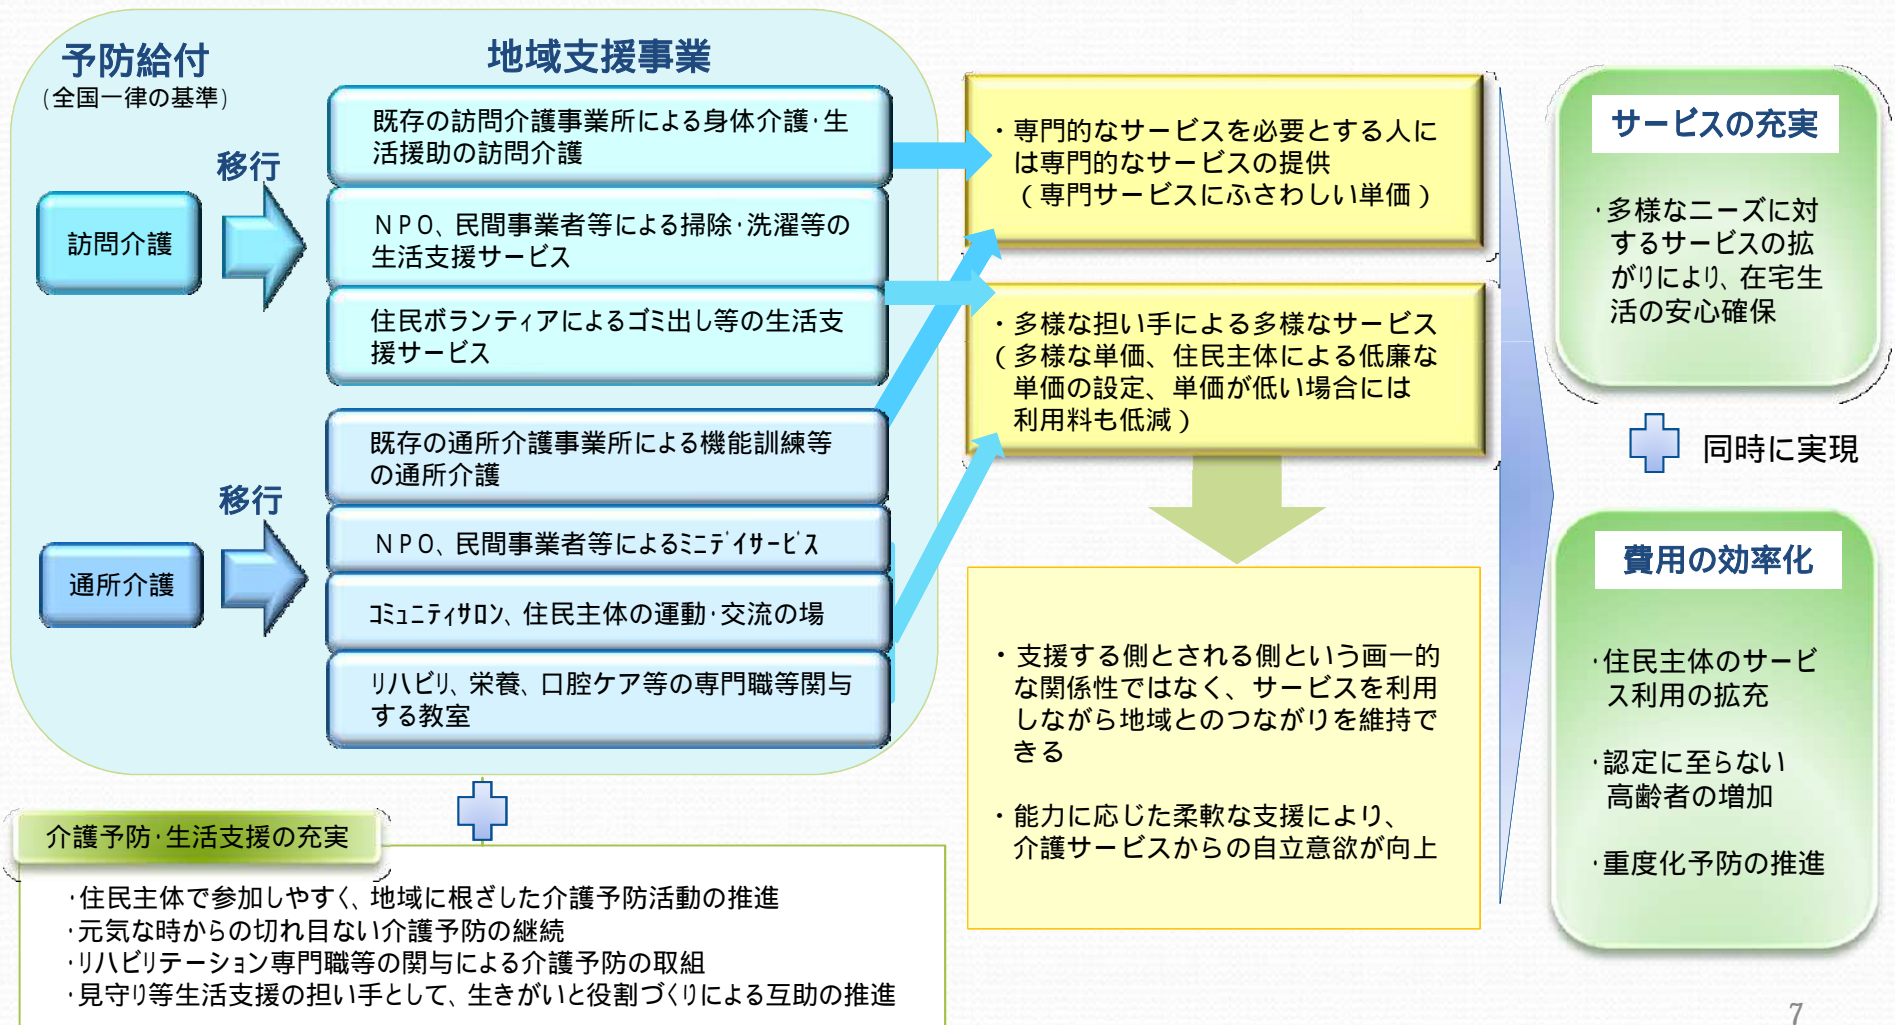 予防給付
(全国一律の基準)
地域支援事業
移行
訪問介護
既存の訪問介護事業所による身体介護・生
活援助の訪問介護
NPO、民間事業者等による掃除・洗濯等の
生活支援サービス
住民ボランティアによるゴミ出し等の生活支
援サービス
移行
通所介護
既存の通所介護事業所による機能訓練等
の通所介護
NPO、民間事業者等によるミニデイサービス
コミュニティサロン、住民主体の運動・交流の場
リハビリ、栄養、口腔ケア等の専門職等関与
する教室
・専門的なサービスを必要とする人に
は専門的なサービスの提供
(専門サービスにふさわしい単価)
・多様な担い手による多様なサービス
(多様な単価、住民主体による低廉な
単価の設定、単価が低い場合には
利用料も低減)
・支援する側とされる側という画一的
な関係性ではなく、サービスを利用
しながら地域とのつながりを維持で
きる
・能力に応じた柔軟な支援により、
介護サービスからの自立意欲が向上
サービスの充実
・多様なニーズに対
するサービスの拡
がりにより、在宅生
活の安心確保
同時に実現
費用の効率化
・住民主体のサービ
ス利用の拡充
・認定に至らない
高齢者の増加
・重度化予防の推進
介護予防・生活支援の充実
・住民主体で参加しやすく、地域に根ざした介護予防活動の推進
・元気な時からの切れ目ない介護予防の継続
・リハビリテーション専門職等の関与による介護予防の取組
・見守り等生活支援の担い手として、生きがいと役割づくりによる互助の推進
7